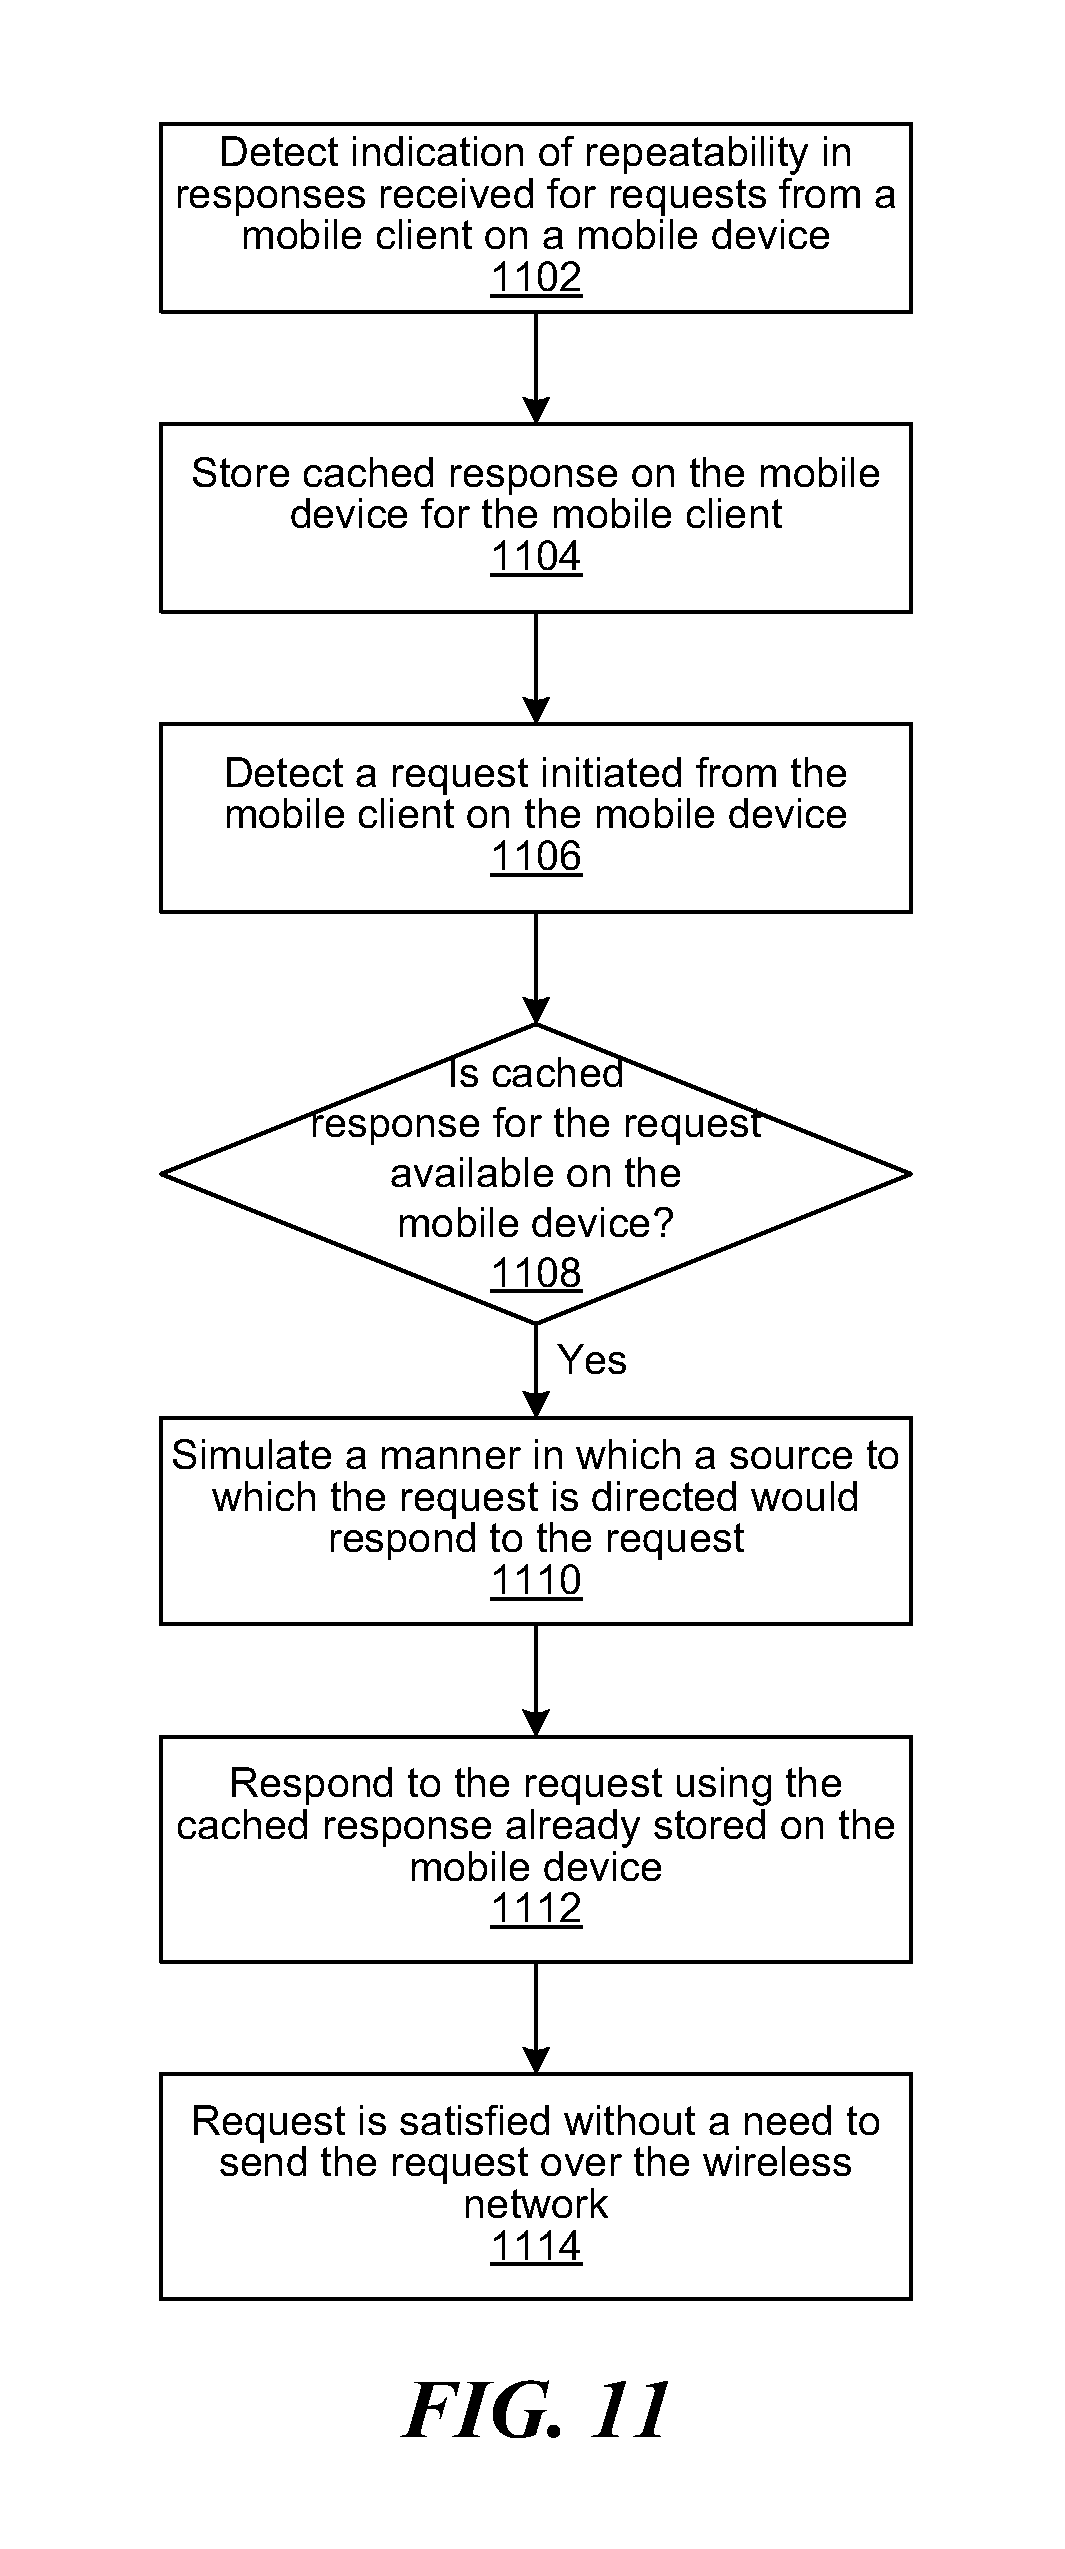 Detect indication of repeatability in
responses received for requests from a
mobile client on a mobile device
1102
Store cached response on the mobile
device for the mobile client
1104
Detect a request initiated from the
mobile client on the mobile device
1106
Is cached
response for the request
available on the
mobile device?
1108
Yes
Simulate a manner in which a source to
which the request is directed would
respond to the request
1110
Respond to the request using the
cached response already stored on the
mobile device
1112
Request is satisfied without a need to
send the request over the wireless
network
1114
FIG. 11